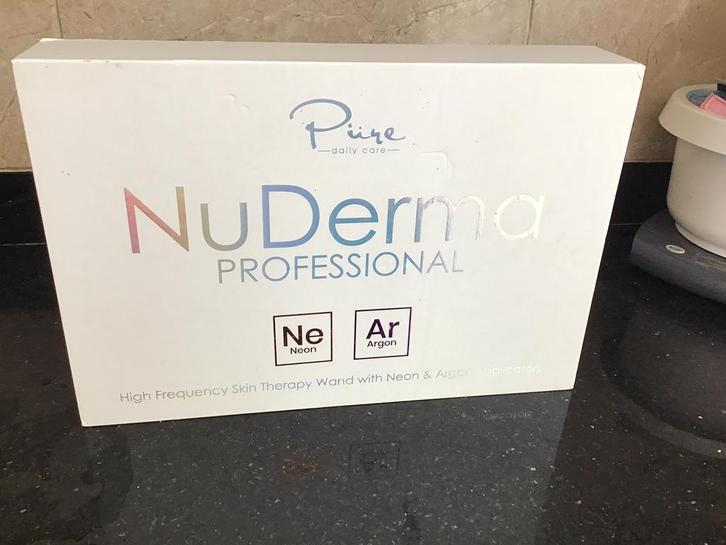 Pure
daily care
NuDerma
PROFESSIONAL
Ne
Neon
Ar
Argon
High Frequency Skin Therapy Wand with Neon & Argon Applicators